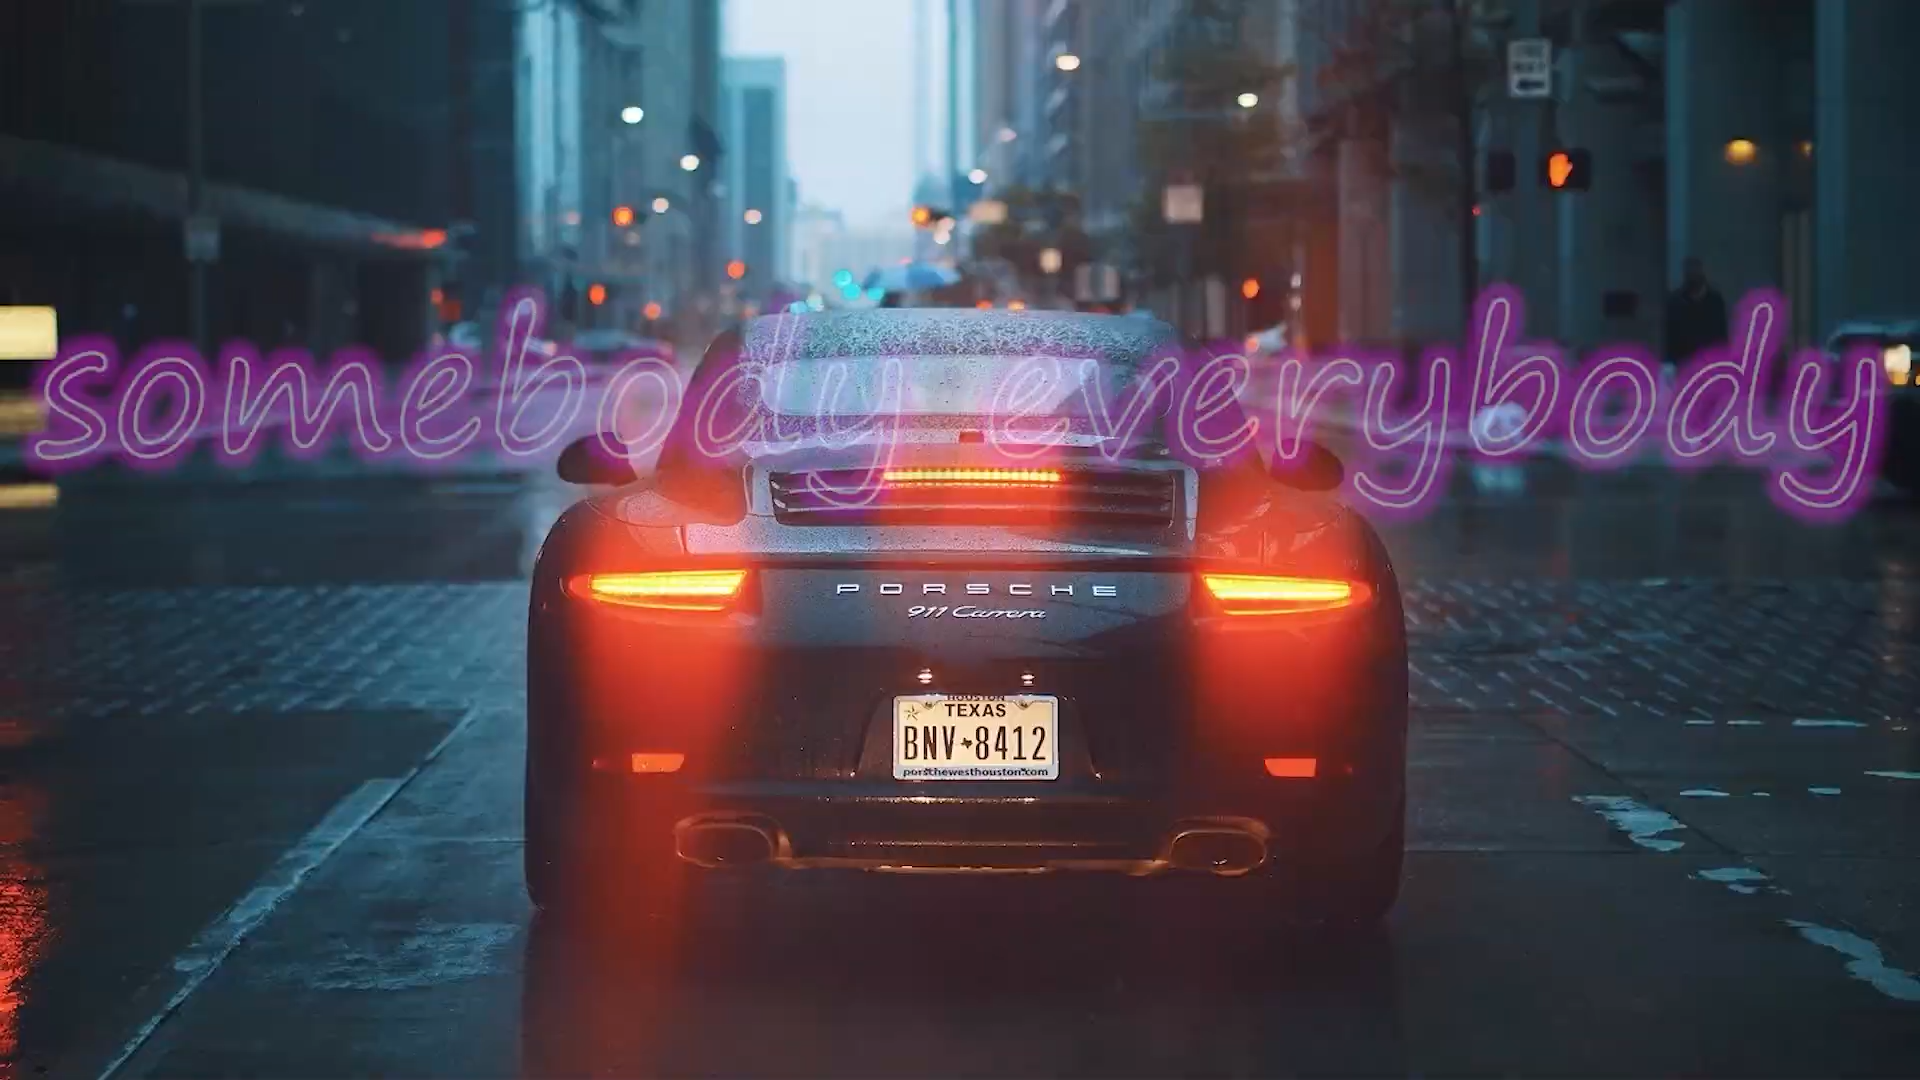 somebody everybody
PORSCHE
911 Carrera
HOUSTON
TEXAS
BNV 8412
porschewesthouston.com